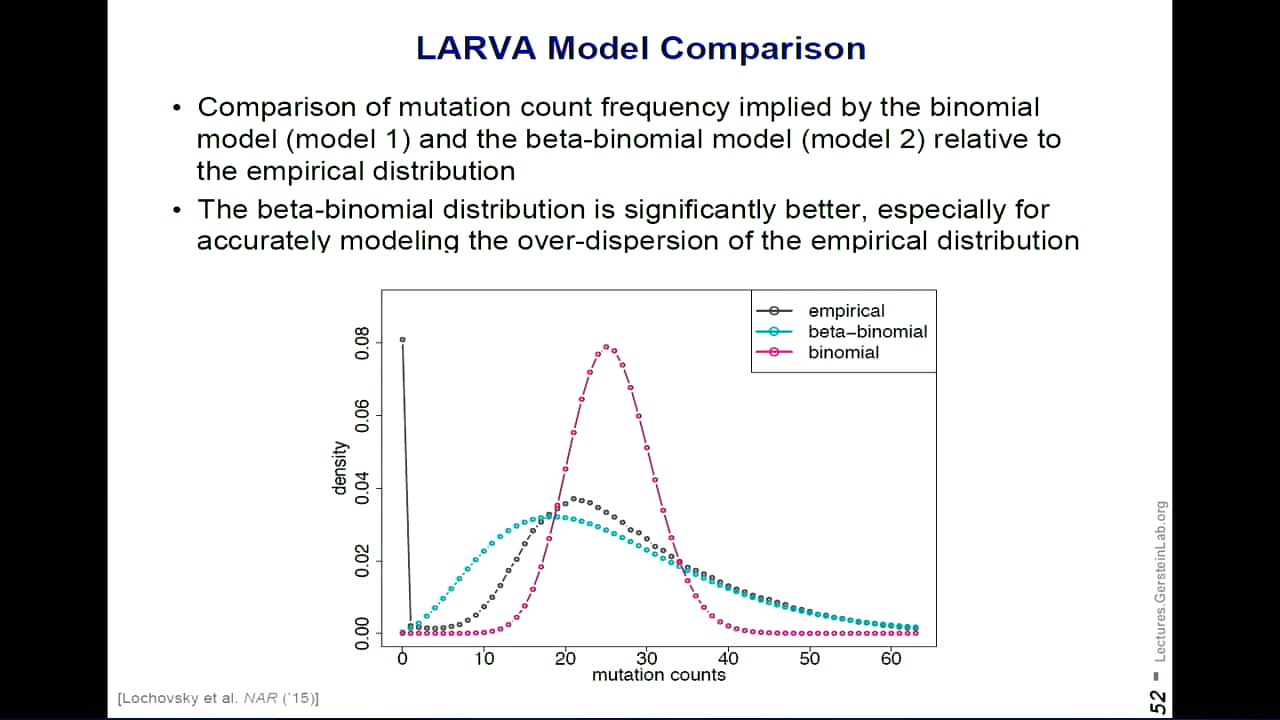 LARVA Model Comparison
• Comparison of mutation count frequency implied by the binomial
model (model 1) and the beta-binomial model (model 2) relative to
the empirical distribution
• The beta-binomial distribution is significantly better, especially for
accurately modeling the over-dispersion of the empirical distribution
empirical
beta−binomial
binomial
density
0.08
0.06
0.04
0.02
0.00
0 10 20 30 40 50 60
mutation counts
[Lochovsky et al. NAR ('15)]
52 - Lectures.GersteinLab.org